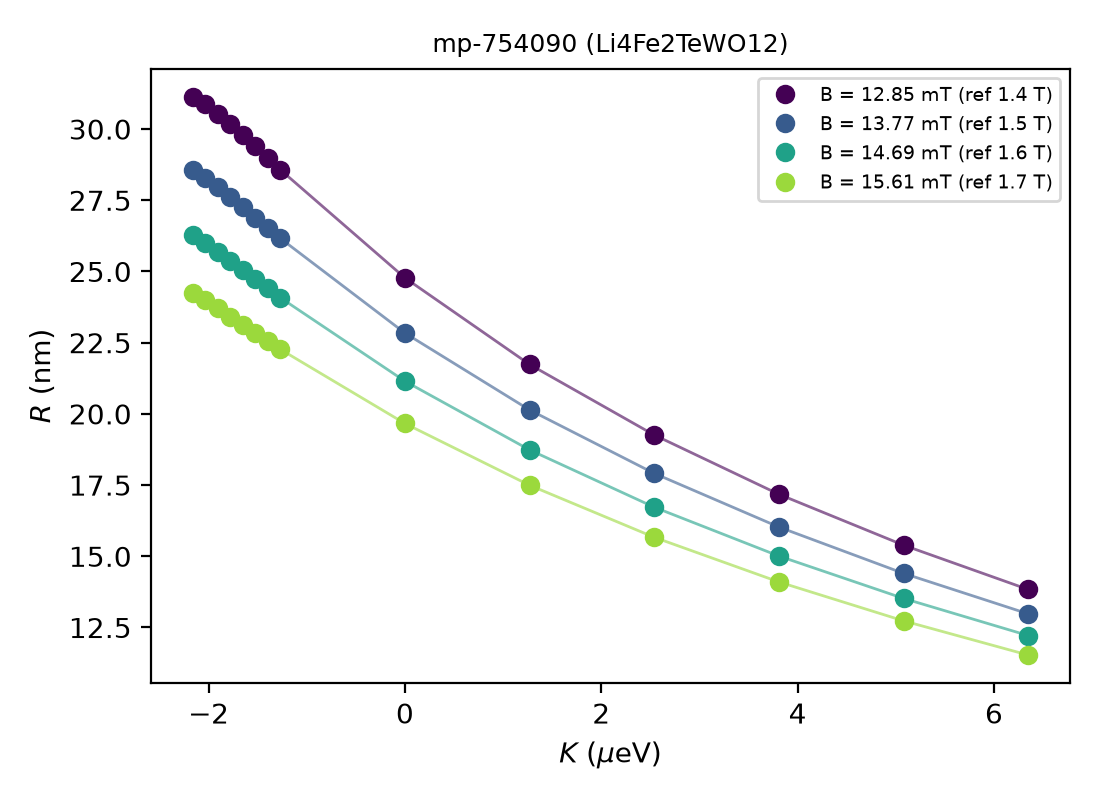 mp-754090 (Li4Fe2TeWO12)
B = 12.85 mT (ref 1.4 T)
B = 13.77 mT (ref 1.5 T)
B = 14.69 mT (ref 1.6 T)
B = 15.61 mT (ref 1.7 T)
R (nm)
30.0
27.5
25.0
22.5
20.0
17.5
15.0
12.5
−2 0 2 4 6
K (μeV)